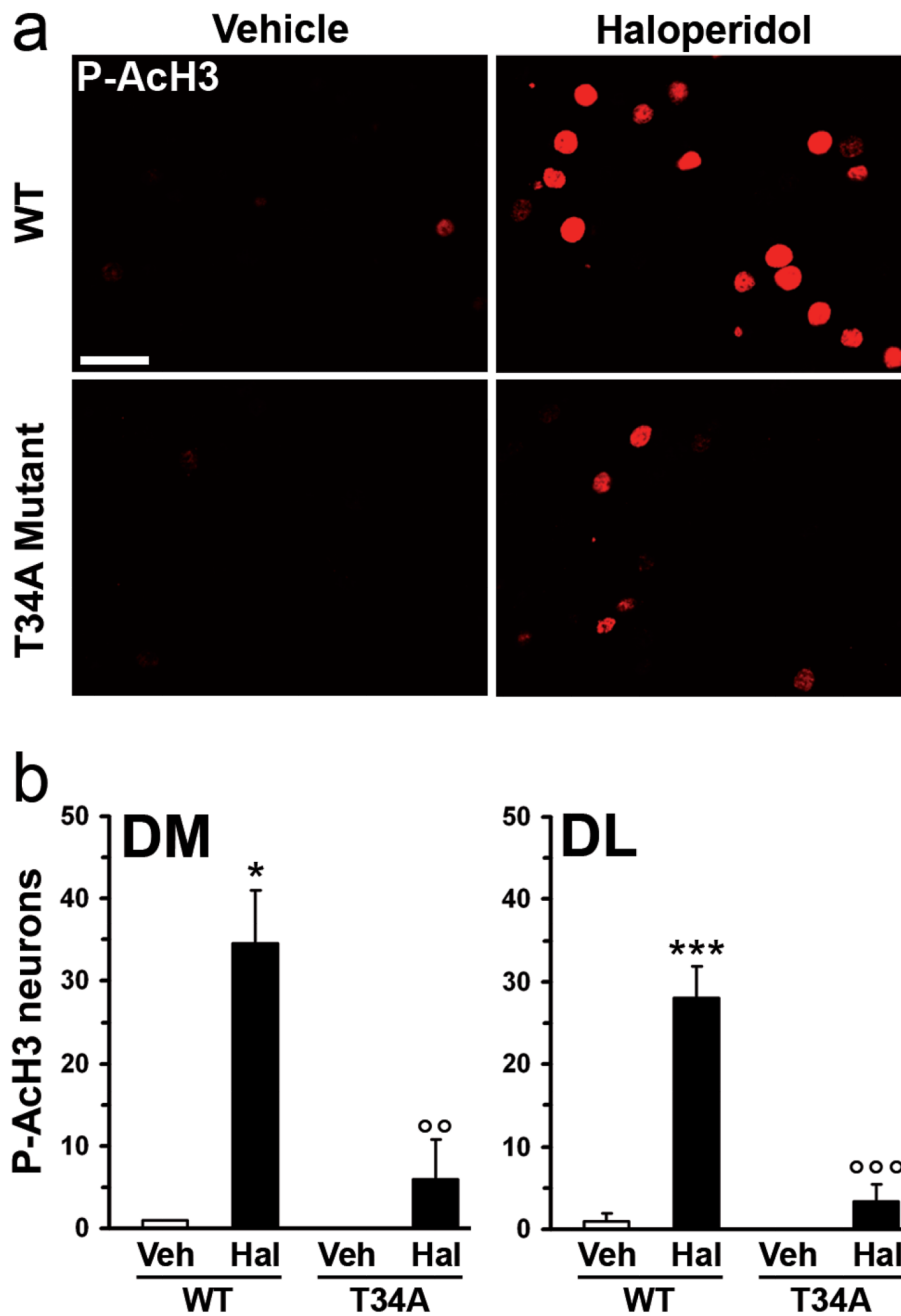 a
Vehicle Haloperidol
P-AcH3
WT
T34A Mutant
b
P-AcH3 neurons
50 DM
40 *
30
20
10 °°
0
Veh Hal Veh Hal
WT T34A
50 DL
40
30 ***
20
10
°°°
0
Veh Hal Veh Hal
WT T34A